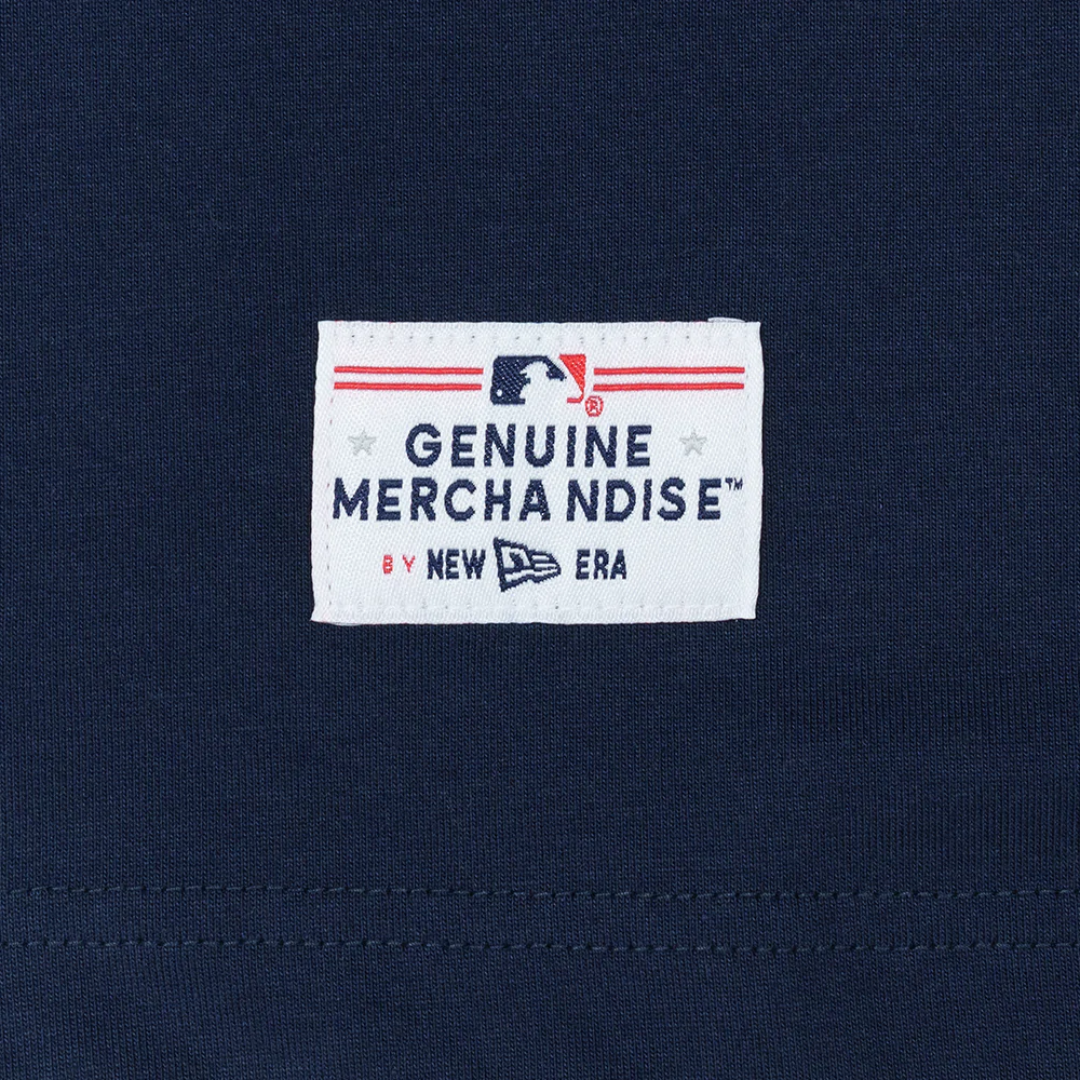 ®
GENUINE
MERCHANDISE™
BY NEW ERA